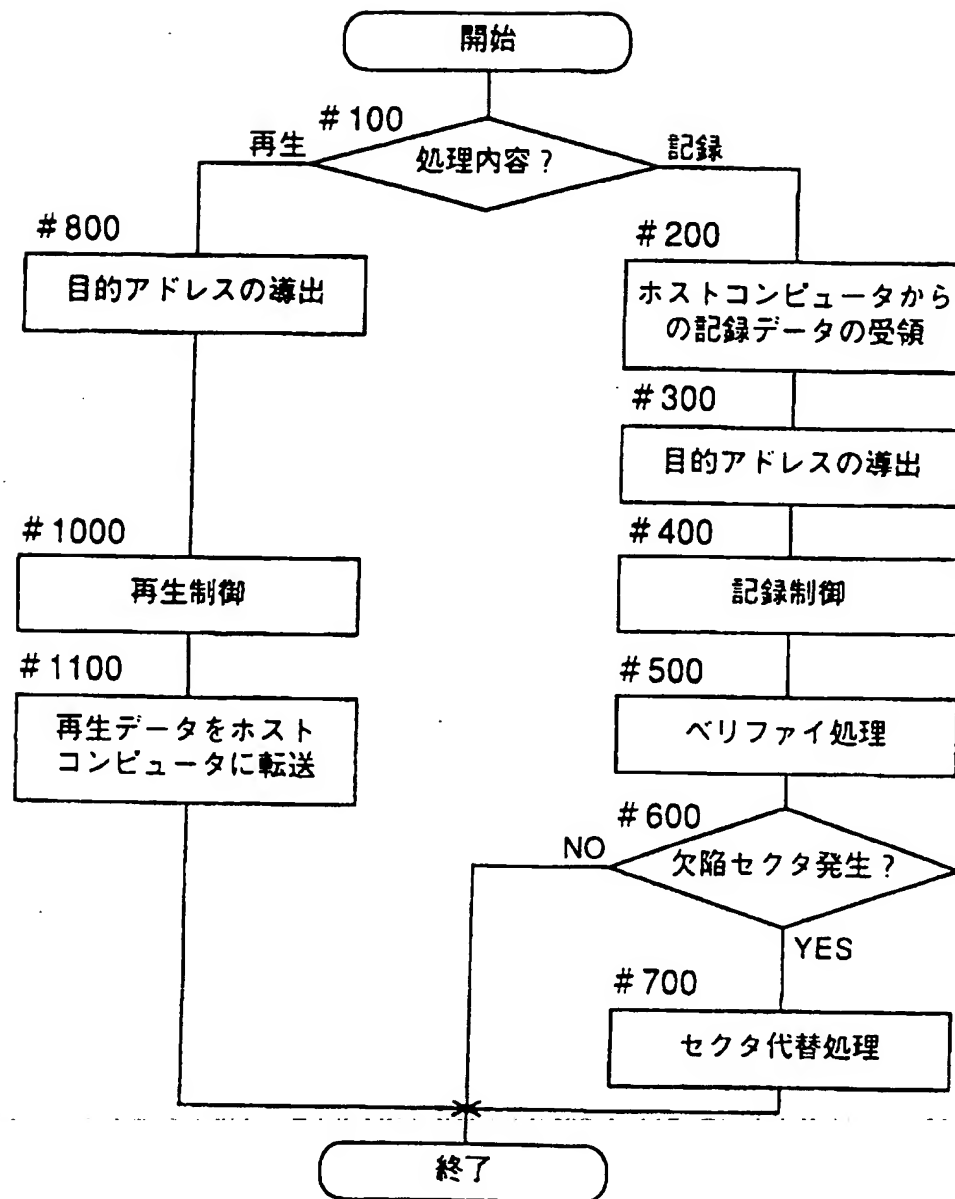 開始
#100
処理内容?
再生
記録
#800
目的アドレスの導出
#1000
再生制御
#1100
再生データをホスト
コンピュータに転送
#200
ホストコンピュータから
の記録データの受領
#300
目的アドレスの導出
#400
記録制御
#500
ベリファイ処理
#600
欠陥セクタ発生?
NO
YES
#700
セクタ代替処理
終了